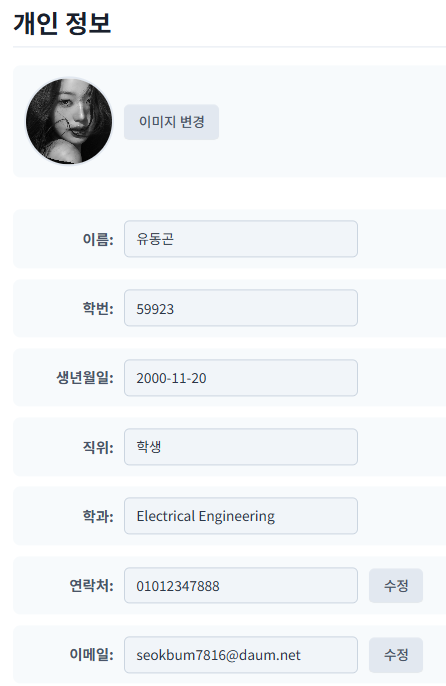 개인 정보
이미지 변경
이름: 유동곤
학번: 59923
생년월일: 2000-11-20
직위: 학생
학과: Electrical Engineering
연락처: 01012347888 수정
이메일: seokbum7816@daum.net 수정